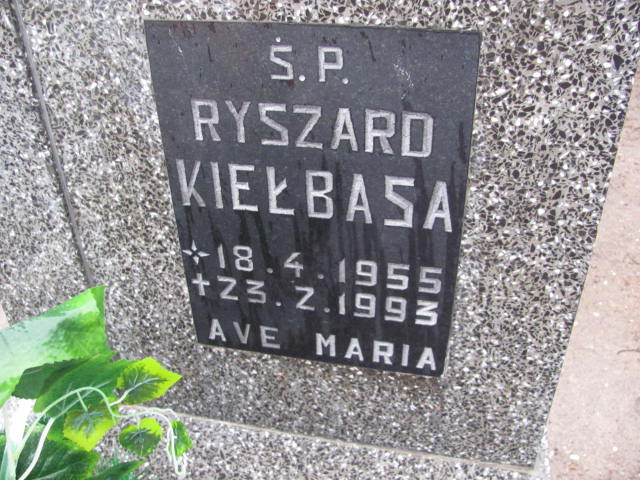 Ś.P.
RYSZARD
KIEŁBASA
18.4.1955
23.2.1993
AVE MARIA